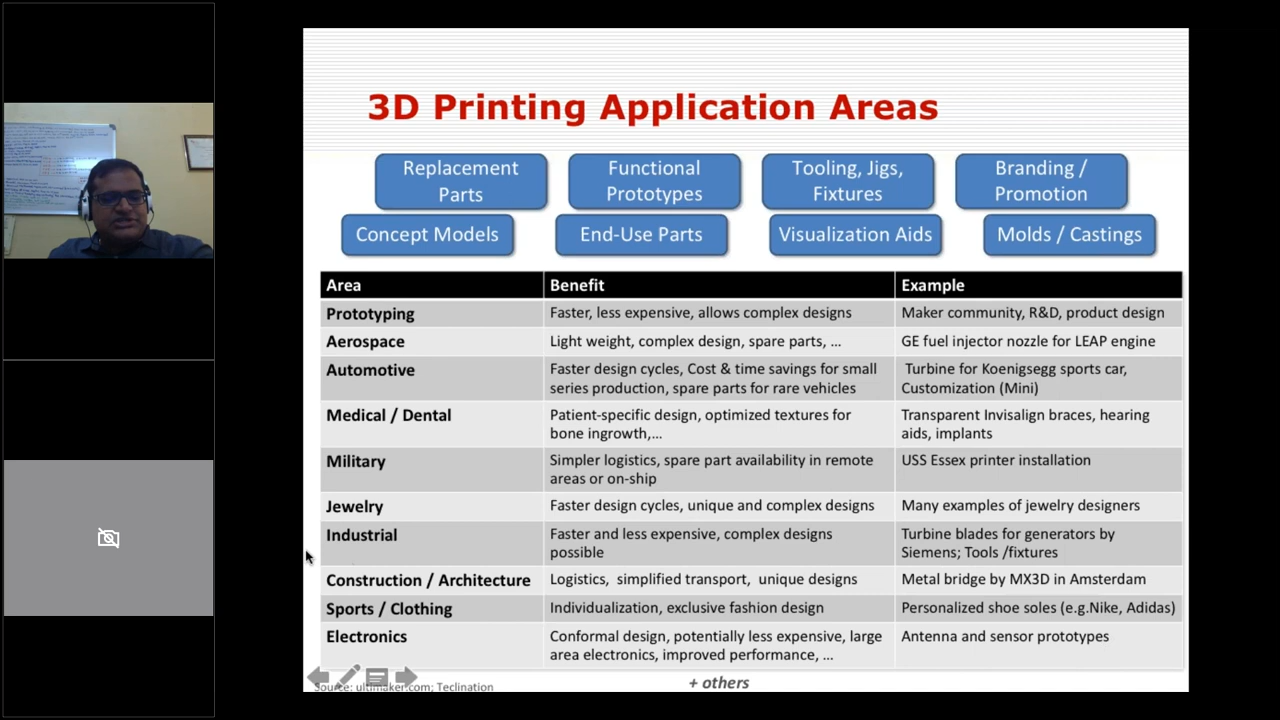 3D Printing Application Areas
Replacement
Parts
Functional
Prototypes
Tooling, Jigs,
Fixtures
Branding /
Promotion
Concept Models
End-Use Parts
Visualization Aids
Molds / Castings
Area Benefit Example
Prototyping Faster, less expensive, allows complex designs Maker community, R&D, product design
Aerospace Light weight, complex design, spare parts, … GE fuel injector nozzle for LEAP engine
Automotive Faster design cycles, Cost & time savings for small
series production, spare parts for rare vehicles
Turbine for Koenigsegg sports car,
Customization (Mini)
Medical / Dental Patient-specific design, optimized textures for
bone ingrowth,…
Transparent Invisalign braces, hearing
aids, implants
Military Simpler logistics, spare part availability in remote
areas or on-ship
USS Essex printer installation
Jewelry Faster design cycles, unique and complex designs Many examples of jewelry designers
Industrial Faster and less expensive, complex designs
possible
Turbine blades for generators by
Siemens; Tools /fixtures
Construction / Architecture Logistics, simplified transport, unique designs Metal bridge by MX3D in Amsterdam
Sports / Clothing Individualization, exclusive fashion design Personalized shoe soles (e.g.Nike, Adidas)
Electronics Conformal design, potentially less expensive, large
area electronics, improved performance, …
Antenna and sensor prototypes
+ others
Source: ultimaker.com; Teclination